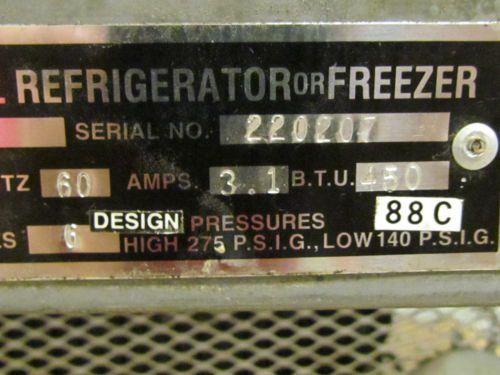 REFRIGERATOR OR FREEZER
SERIAL NO. 220207
TZ 60 AMPS. 3.1 B.T.U. 450
6 DESIGN PRESSURES 88C
HIGH 275 P.S.I.G., LOW 140 P.S.I.G.